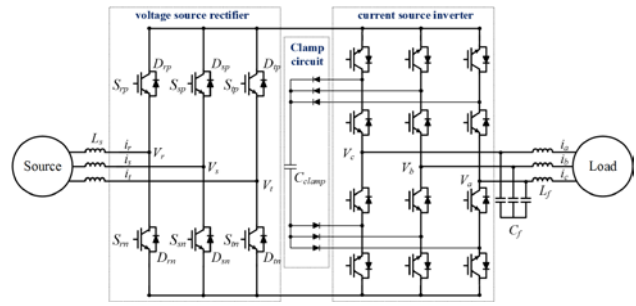 voltage source rectifier
Clamp
circuit
current source inverter
S_rp D_rp S_sp D_sp S_tp D_tp
Source
L_s
i_r
i_s
i_t
V_r
V_s
V_t
C_clamp
V_c
V_b
V_a
i_a
i_b
i_c
L_f
C_f
Load
S_rn D_rn S_sn D_sn S_tn D_tn